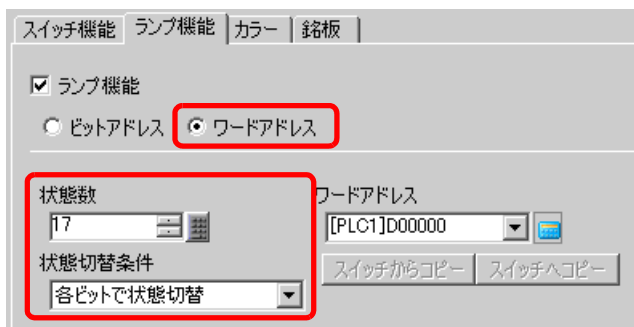 スイッチ機能 ランプ機能 カラー 銘板
ランプ機能
ビットアドレス ワードアドレス
状態数 ワードアドレス
17 [PLC1]D00000
状態切替条件 スイッチからコピー スイッチへコピー
各ビットで状態切替